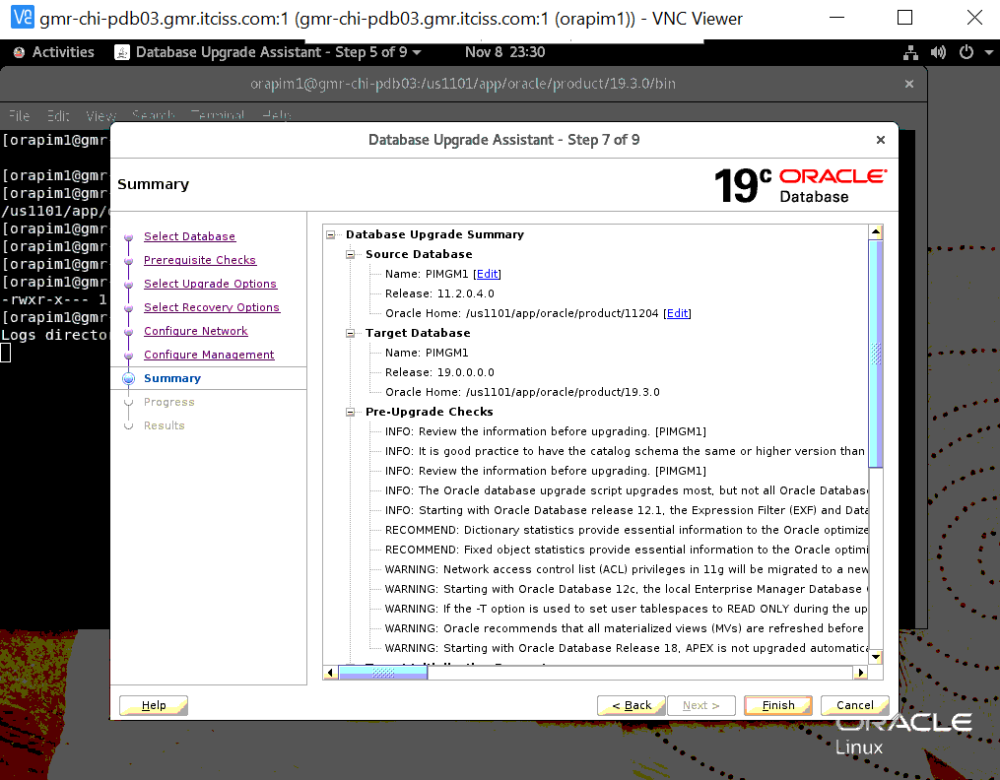 gmr-chi-pdb03.gmr.itciss.com:1 (gmr-chi-pdb03.gmr.itciss.com:1 (orapim1)) - VNC Viewer
Activities Database Upgrade Assistant - Step 5 of 9 Nov 8 23:30
orapim1@gmr-chi-pdb03:/us1101/app/oracle/product/19.3.0/bin
File Edit View Search Terminal Help
[orapim1@gmr
[orapim1@gmr
[orapim1@gmr
/us1101/app/
[orapim1@gmr
[orapim1@gmr
[orapim1@gmr
[orapim1@gmr
-rwxr-x--- 1
[orapim1@gmr
Logs directo
Database Upgrade Assistant - Step 7 of 9
Summary
19c ORACLE
Database
Select Database
Prerequisite Checks
Select Upgrade Options
Select Recovery Options
Configure Network
Configure Management
Summary
Progress
Results
Database Upgrade Summary
Source Database
Name: PIMGM1 [Edit]
Release: 11.2.0.4.0
Oracle Home: /us1101/app/oracle/product/11204 [Edit]
Target Database
Name: PIMGM1
Release: 19.0.0.0.0
Oracle Home: /us1101/app/oracle/product/19.3.0
Pre-Upgrade Checks
INFO: Review the information before upgrading. [PIMGM1]
INFO: It is good practice to have the catalog schema the same or higher version than
INFO: Review the information before upgrading. [PIMGM1]
INFO: The Oracle database upgrade script upgrades most, but not all Oracle Databas
INFO: Starting with Oracle Database release 12.1, the Expression Filter (EXF) and Data
RECOMMEND: Dictionary statistics provide essential information to the Oracle optimize
RECOMMEND: Fixed object statistics provide essential information to the Oracle optimi
WARNING: Network access control list (ACL) privileges in 11g will be migrated to a new
WARNING: Starting with Oracle Database 12c, the local Enterprise Manager Database
WARNING: If the -T option is used to set user tablespaces to READ ONLY during the up
WARNING: Oracle recommends that all materialized views (MVs) are refreshed before
WARNING: Starting with Oracle Database Release 18, APEX is not upgraded automatica
Help < Back Next > Finish Cancel
ORACLE
Linux